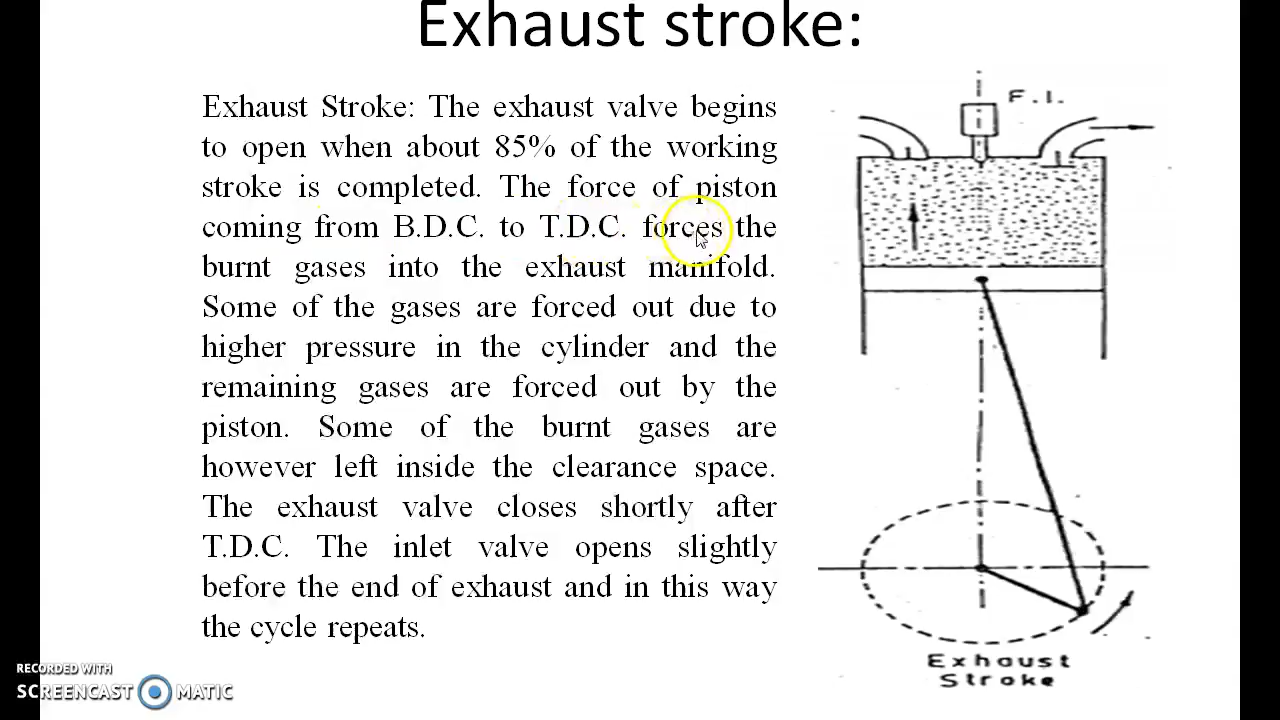 Exhaust stroke:
Exhaust Stroke: The exhaust valve begins
to open when about 85% of the working
stroke is completed. The force of piston
coming from B.D.C. to T.D.C. forces the
burnt gases into the exhaust manifold.
Some of the gases are forced out due to
higher pressure in the cylinder and the
remaining gases are forced out by the
piston. Some of the burnt gases are
however left inside the clearance space.
The exhaust valve closes shortly after
T.D.C. The inlet valve opens slightly
before the end of exhaust and in this way
the cycle repeats.
F.I.
Exhaust
Stroke
RECORDED WITH
SCREENCAST MATIC